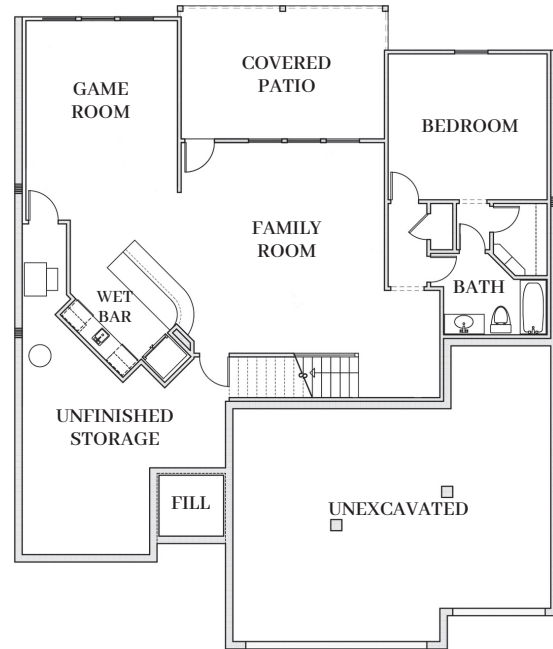 COVERED
PATIO
GAME
ROOM
BEDROOM
FAMILY
ROOM
BATH
WET
BAR
UNFINISHED
STORAGE
FILL
UNEXCAVATED